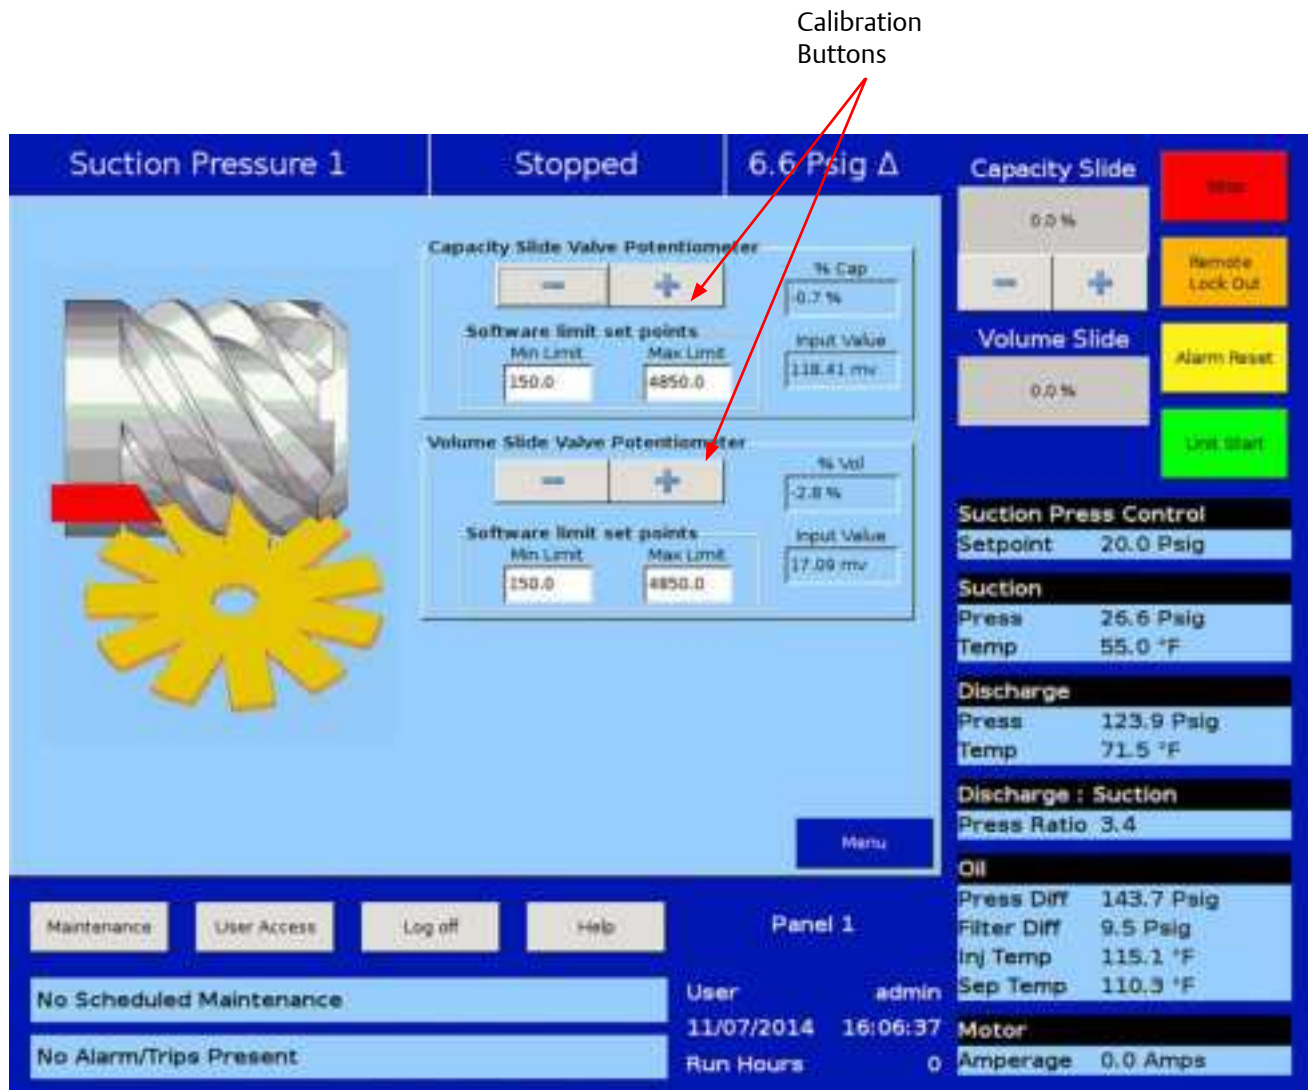 Calibration
Buttons
Suction Pressure 1
Stopped
6.6 Psig Δ
Capacity Slide Valve Potentiometer
− +
% Cap
-0.7 %
Software limit set points
Min Limit Max Limit
150.0 4850.0
Input Value
118.41 mv
Volume Slide Valve Potentiometer
− +
% Vol
-2.8 %
Software limit set points
Min Limit Max Limit
150.0 4850.0
Input Value
17.09 mv
Menu
Capacity Slide
0.0 %
− +
Volume Slide
0.0 %
Stop
Remote
Lock Out
Alarm Reset
Unit Start
Suction Press Control
Setpoint 20.0 Psig
Suction
Press 26.6 Psig
Temp 55.0 °F
Discharge
Press 123.9 Psig
Temp 71.5 °F
Discharge : Suction
Press Ratio 3.4
Oil
Press Diff 143.7 Psig
Filter Diff 9.5 Psig
Inj Temp 115.1 °F
Sep Temp 110.3 °F
Motor
Amperage 0.0 Amps
Maintenance
User Access
Log off
Help
Panel 1
No Scheduled Maintenance
No Alarm/Trips Present
User admin
11/07/2014 16:06:37
Run Hours 0